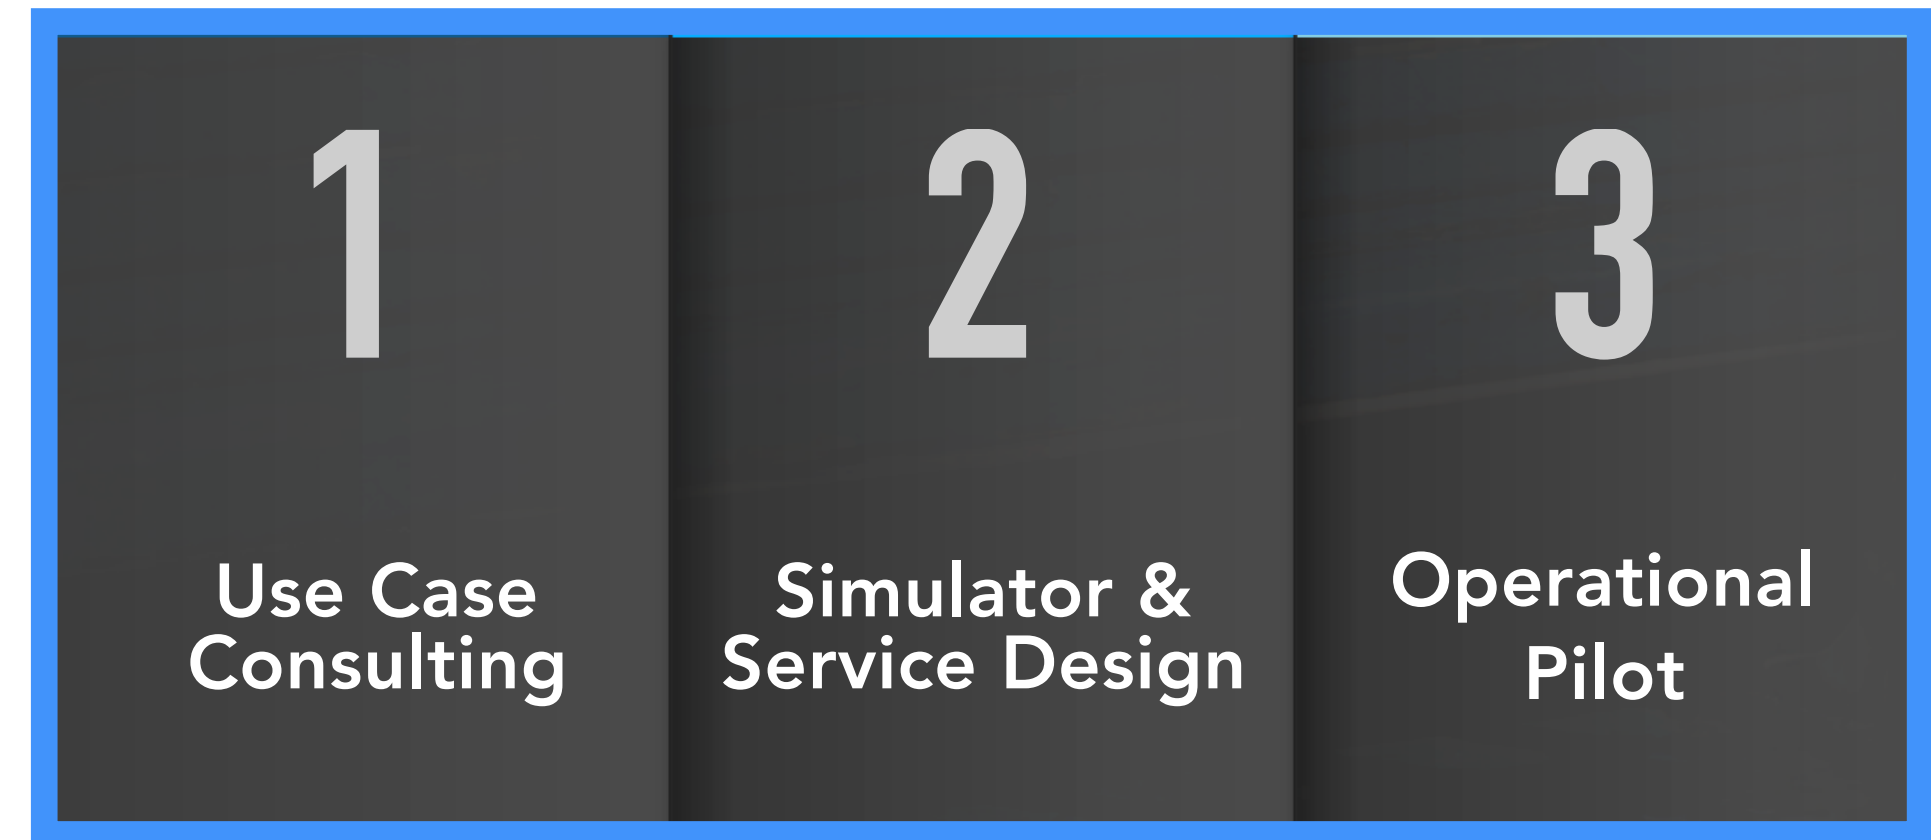 1
Use Case
Consulting
2
Simulator &
Service Design
3
Operational
Pilot